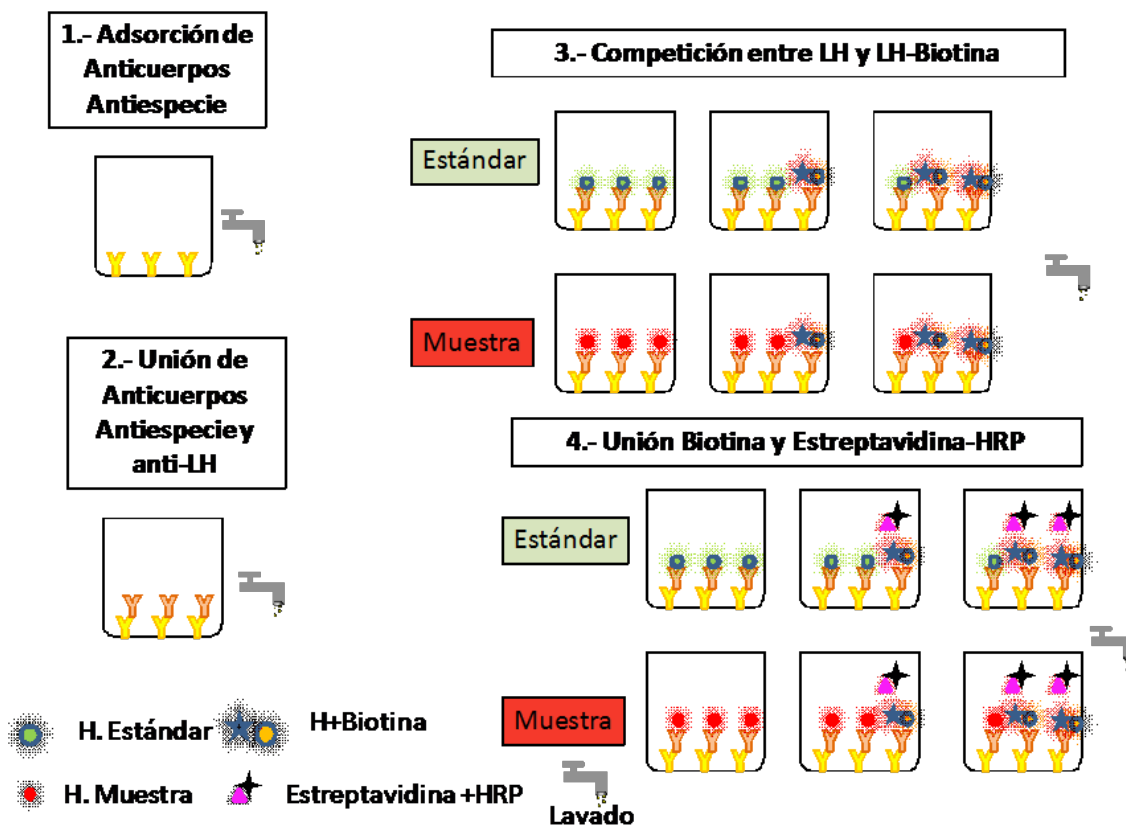 1.- Adsorción de
Anticuerpos
Antiespecie
2.- Unión de
Anticuerpos
Antiespecie y
anti-LH
3.- Competición entre LH y LH-Biotina
Estándar
Muestra
4.- Unión Biotina y Estreptavidina-HRP
Estándar
Muestra
H. Estándar
H+Biotina
H. Muestra
Estreptavidina +HRP
Lavado